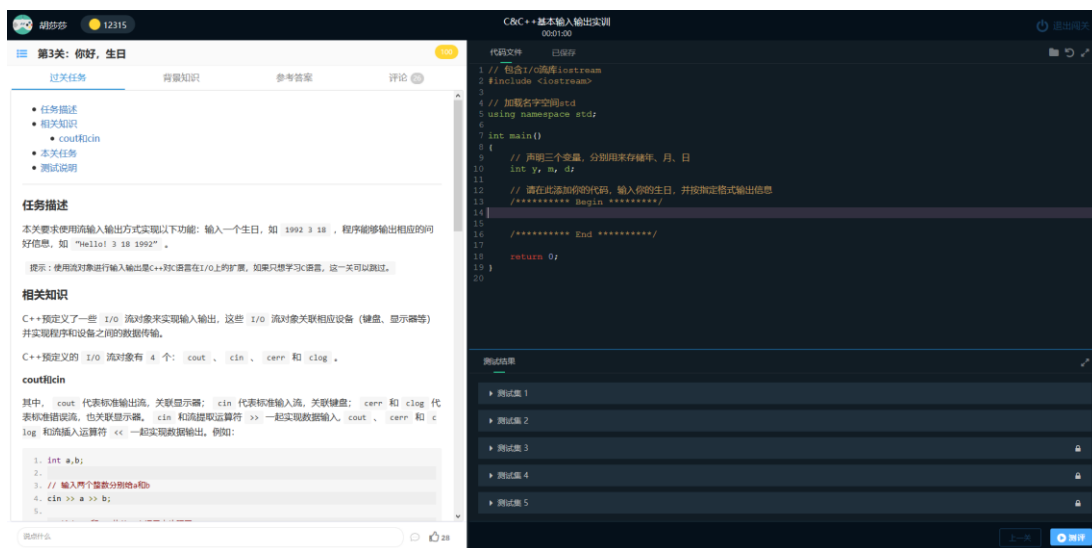 胡莎莎
12315
C&C++基本输入输出实训
00:01:00
退出闯关
第3关：你好，生日
100
过关任务
背景知识
参考答案
评论
任务描述
相关知识
cout和cin
本关任务
测试说明
任务描述
本关要求使用流输入输出方式实现以下功能：输入一个生日，如 1992 3 18 ，程序能够输出相应的问
好信息，如 "Hello! 3 18 1992" 。
提示：使用流对象进行输入输出是C++对C语言在I/O上的扩展，如果只想学习C语言，这一关可以跳过。
相关知识
C++预定义了一些 I/O 流对象来实现输入输出，这些 I/O 流对象关联相应设备（键盘、显示器等）
并实现程序和设备之间的数据传输。
C++预定义的 I/O 流对象有 4 个： cout 、 cin 、 cerr 和 clog 。
cout和cin
其中， cout 代表标准输出流，关联显示器； cin 代表标准输入流，关联键盘； cerr 和 clog 代
表标准错误流，也关联显示器。 cin 和流提取运算符 >> 一起实现数据输入，cout 、 cerr 和 c
log 和流插入运算符 << 一起实现数据输出。例如：
1. int a,b;
2.
3. // 输入两个整数分别给a和b
4. cin >> a >> b;
5.
说点什么
28
代码文件
已保存
1 // 包含I/O流库iostream
2 #include <iostream>
3
4 // 加载名字空间std
5 using namespace std;
6
7 int main()
8 {
9 // 声明三个变量，分别用来存储年、月、日
10 int y, m, d;
11
12 // 请在此添加你的代码，输入你的生日，并按指定格式输出信息
13 /********** Begin *********/
14
15
16 /********** End **********/
17
18 return 0;
19 }
20
测试结果
测试集 1
测试集 2
测试集 3
测试集 4
测试集 5
上一关
测评